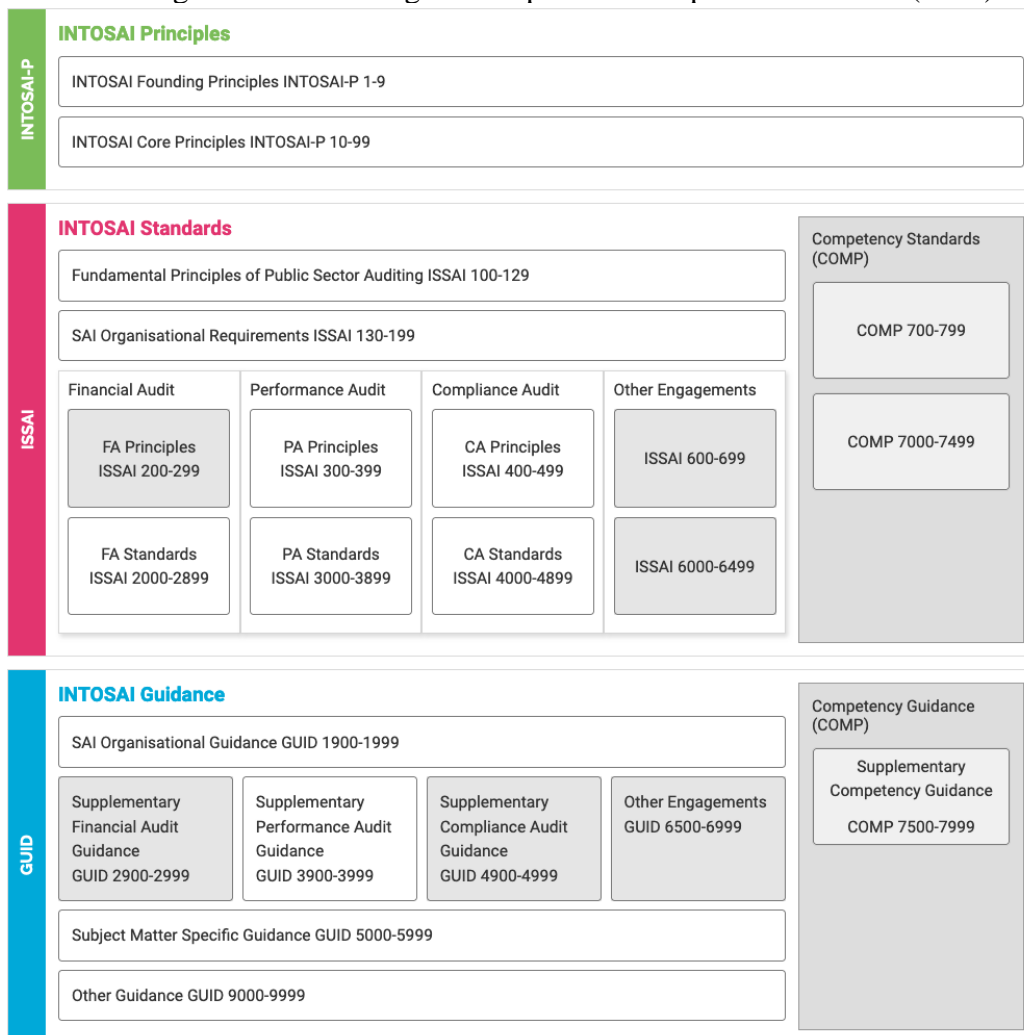 INTOSAI-P
INTOSAI Principles
INTOSAI Founding Principles INTOSAI-P 1-9
INTOSAI Core Principles INTOSAI-P 10-99
ISSAI
INTOSAI Standards
Fundamental Principles of Public Sector Auditing ISSAI 100-129
SAI Organisational Requirements ISSAI 130-199
Financial Audit
FA Principles
ISSAI 200-299
FA Standards
ISSAI 2000-2899
Performance Audit
PA Principles
ISSAI 300-399
PA Standards
ISSAI 3000-3899
Compliance Audit
CA Principles
ISSAI 400-499
CA Standards
ISSAI 4000-4899
Other Engagements
ISSAI 600-699
ISSAI 6000-6499
Competency Standards
(COMP)
COMP 700-799
COMP 7000-7499
GUID
INTOSAI Guidance
SAI Organisational Guidance GUID 1900-1999
Supplementary
Financial Audit
Guidance
GUID 2900-2999
Supplementary
Performance Audit
Guidance
GUID 3900-3999
Supplementary
Compliance Audit
Guidance
GUID 4900-4999
Other Engagements
GUID 6500-6999
Subject Matter Specific Guidance GUID 5000-5999
Other Guidance GUID 9000-9999
Competency Guidance
(COMP)
Supplementary
Competency Guidance
COMP 7500-7999